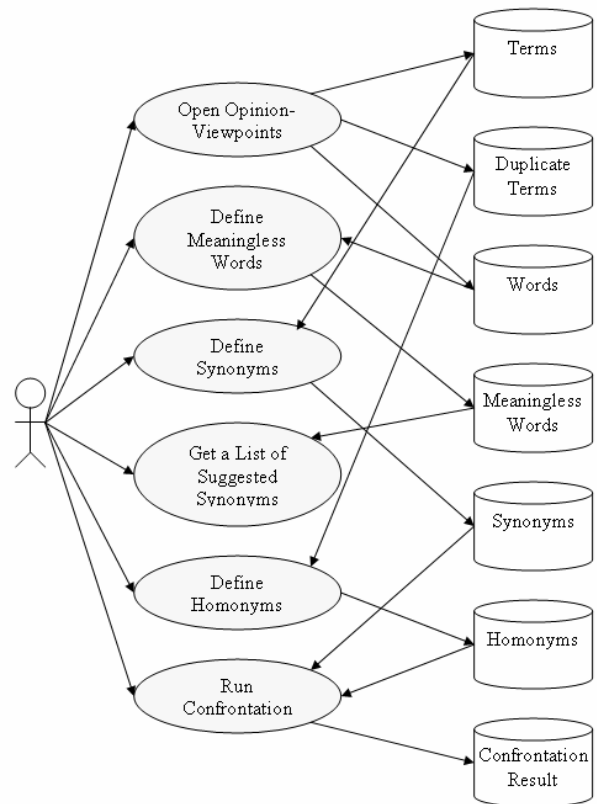 Open Opinion-
Viewpoints
Define
Meaningless
Words
Define
Synonyms
Get a List of
Suggested
Synonyms
Define
Homonyms
Run
Confrontation
Terms
Duplicate
Terms
Words
Meaningless
Words
Synonyms
Homonyms
Confrontation
Result